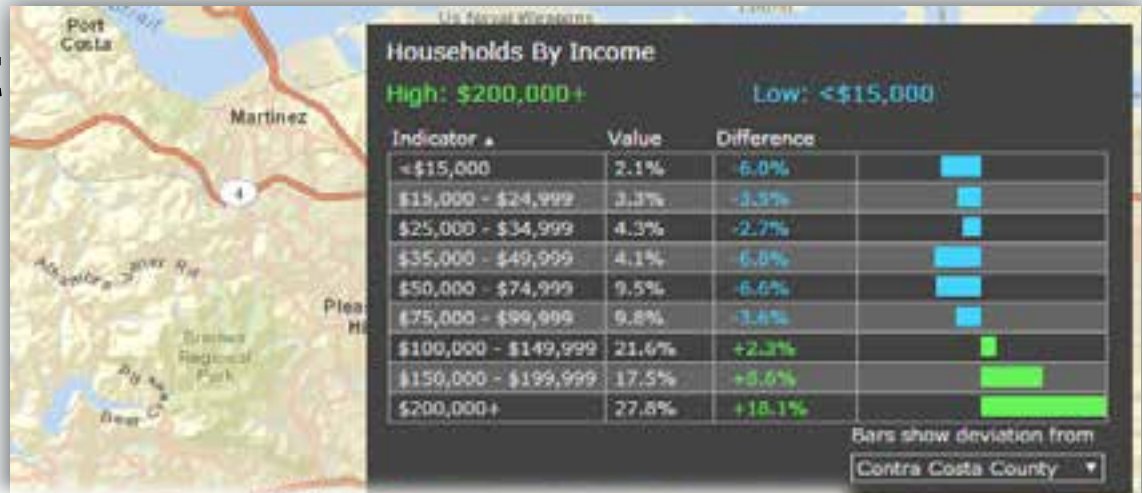 Port
Costa
Martinez
4
Regional
Park
Bear
Households By Income
High: $200,000+ Low: <$15,000
Indicator ▲ Value Difference
<$15,000 2.1% -6.0%
$15,000 - $24,999 3.3% -3.5%
$25,000 - $34,999 4.3% -2.7%
$35,000 - $49,999 4.1% -6.8%
$50,000 - $74,999 9.5% -6.6%
$75,000 - $99,999 9.8% -3.6%
$100,000 - $149,999 21.6% +2.3%
$150,000 - $199,999 17.5%
$200,000+ 27.8% +18.1%
Bars show deviation from
Contra Costa County ▼